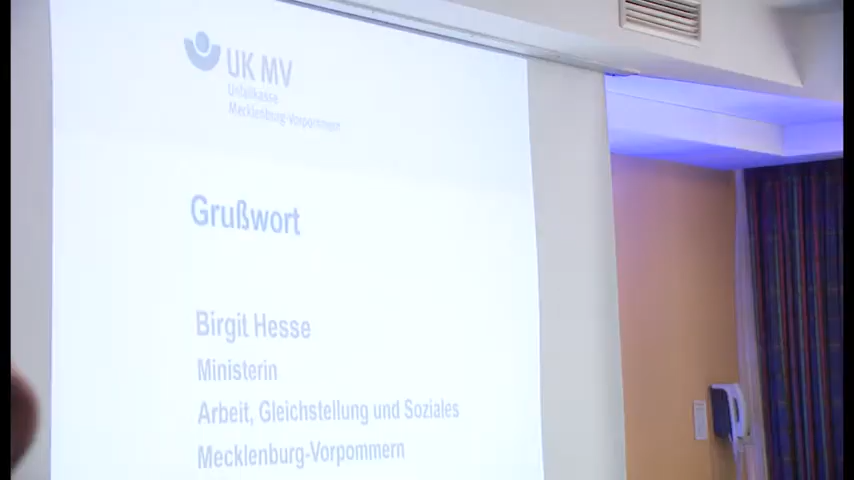 UK MV
Unfallkasse
Mecklenburg-Vorpommern
Grußwort
Birgit Hesse
Ministerin
Arbeit, Gleichstellung und Soziales
Mecklenburg-Vorpommern